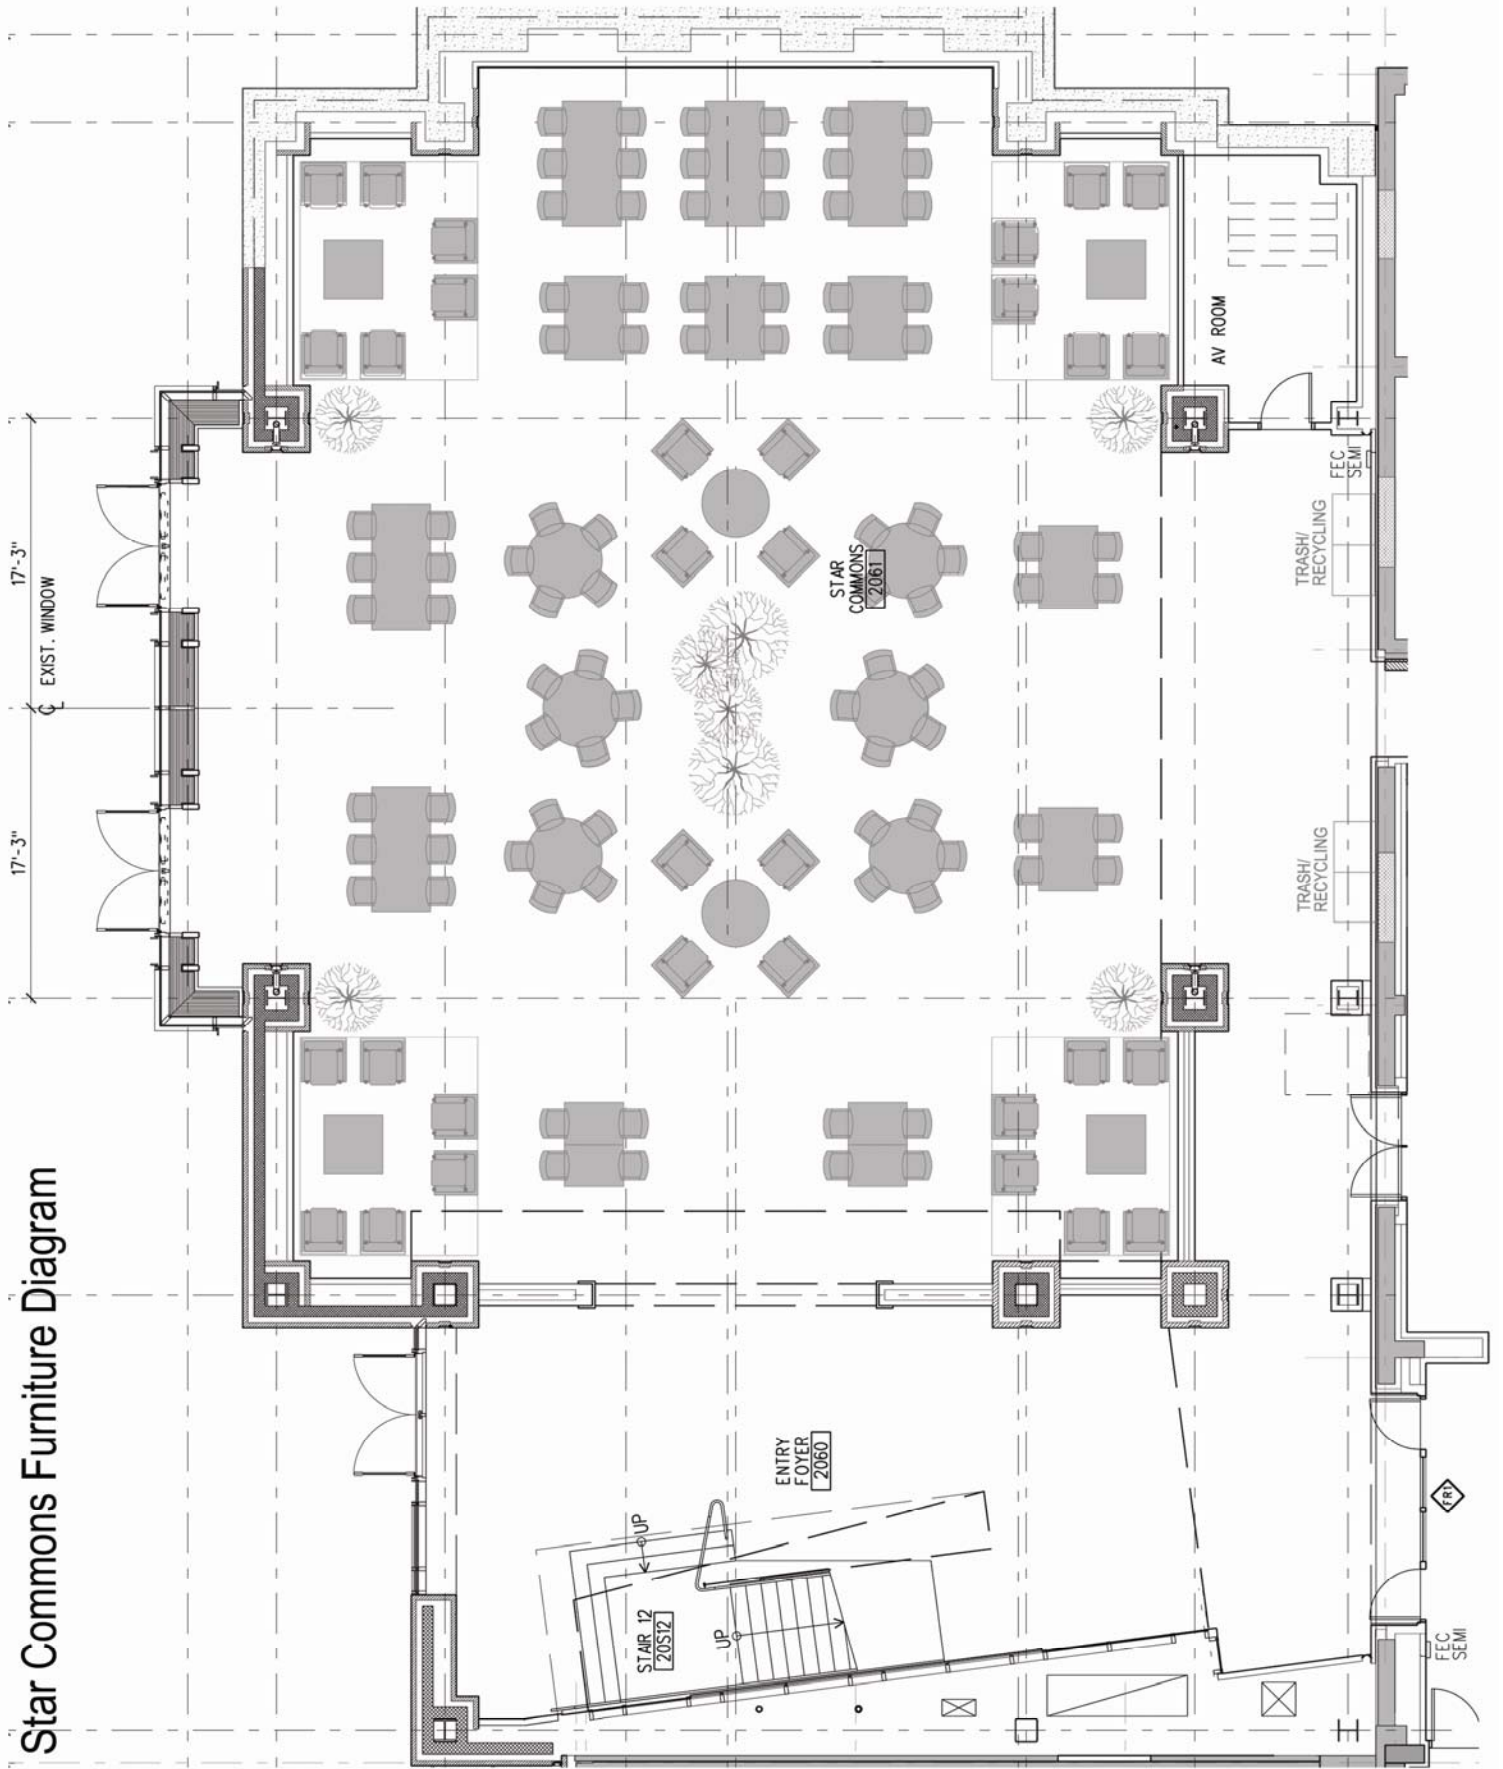 Star Commons Furniture Diagram
17'-3"
17'-3"
℄ EXIST. WINDOW
AV ROOM
FEC
SEMI
TRASH/
RECYCLING
STAR
COMMONS
2061
TRASH/
RECYCLING
ENTRY
FOYER
2060
UP
STAIR 12
20S12
UP
FR1
FEC
SEMI